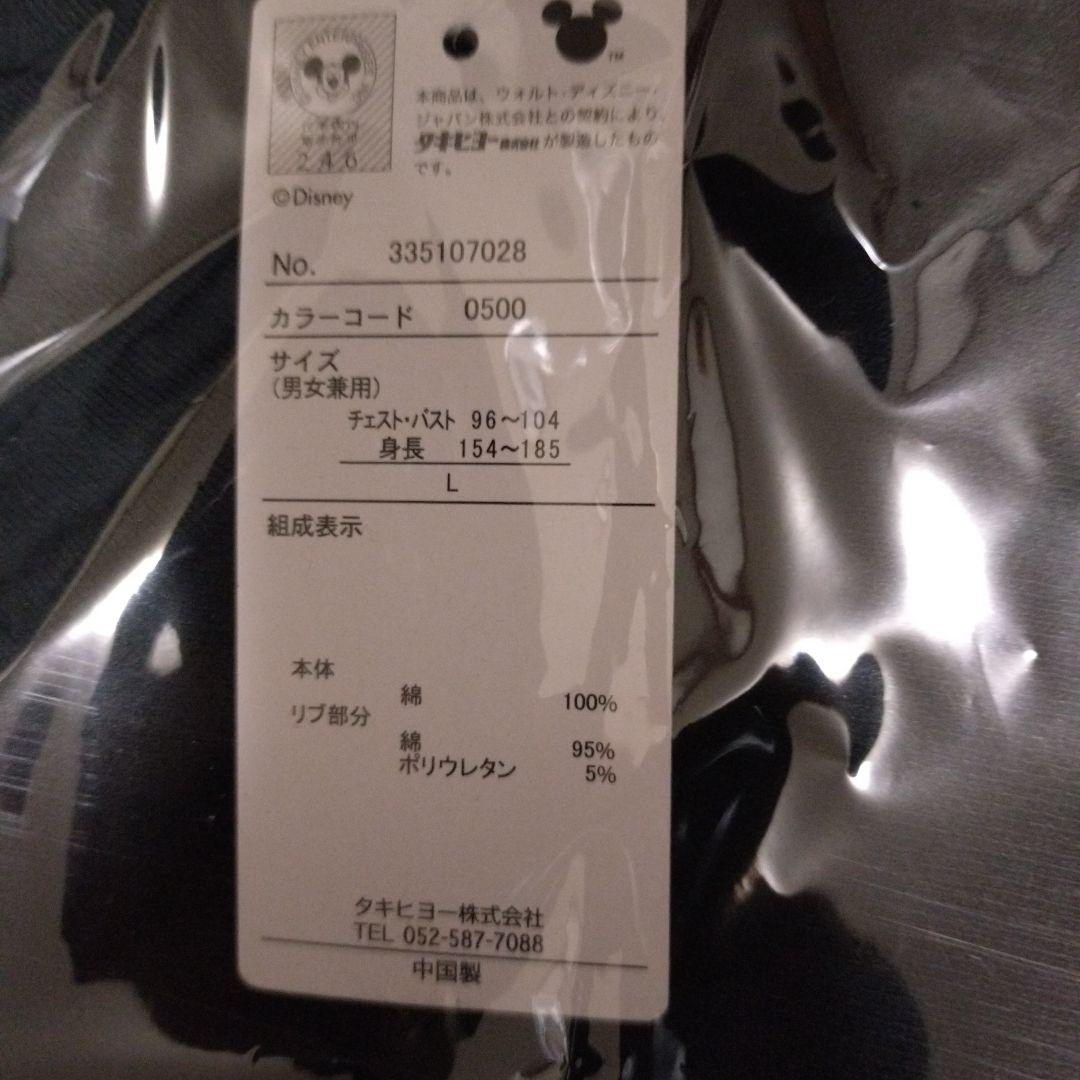 246
©Disney
TM
本商品は、ウォルト・ディズニー・
ジャパン株式会社との契約により、
タキヒヨー株式会社が製造したもの
です。
No. 335107028
カラーコード 0500
サイズ
(男女兼用)
チェスト・バスト 96～104
身長 154～185
L
組成表示
本体
綿 100%
リブ部分
綿 95%
ポリウレタン 5%
タキヒヨー株式会社
TEL 052-587-7088
中国製